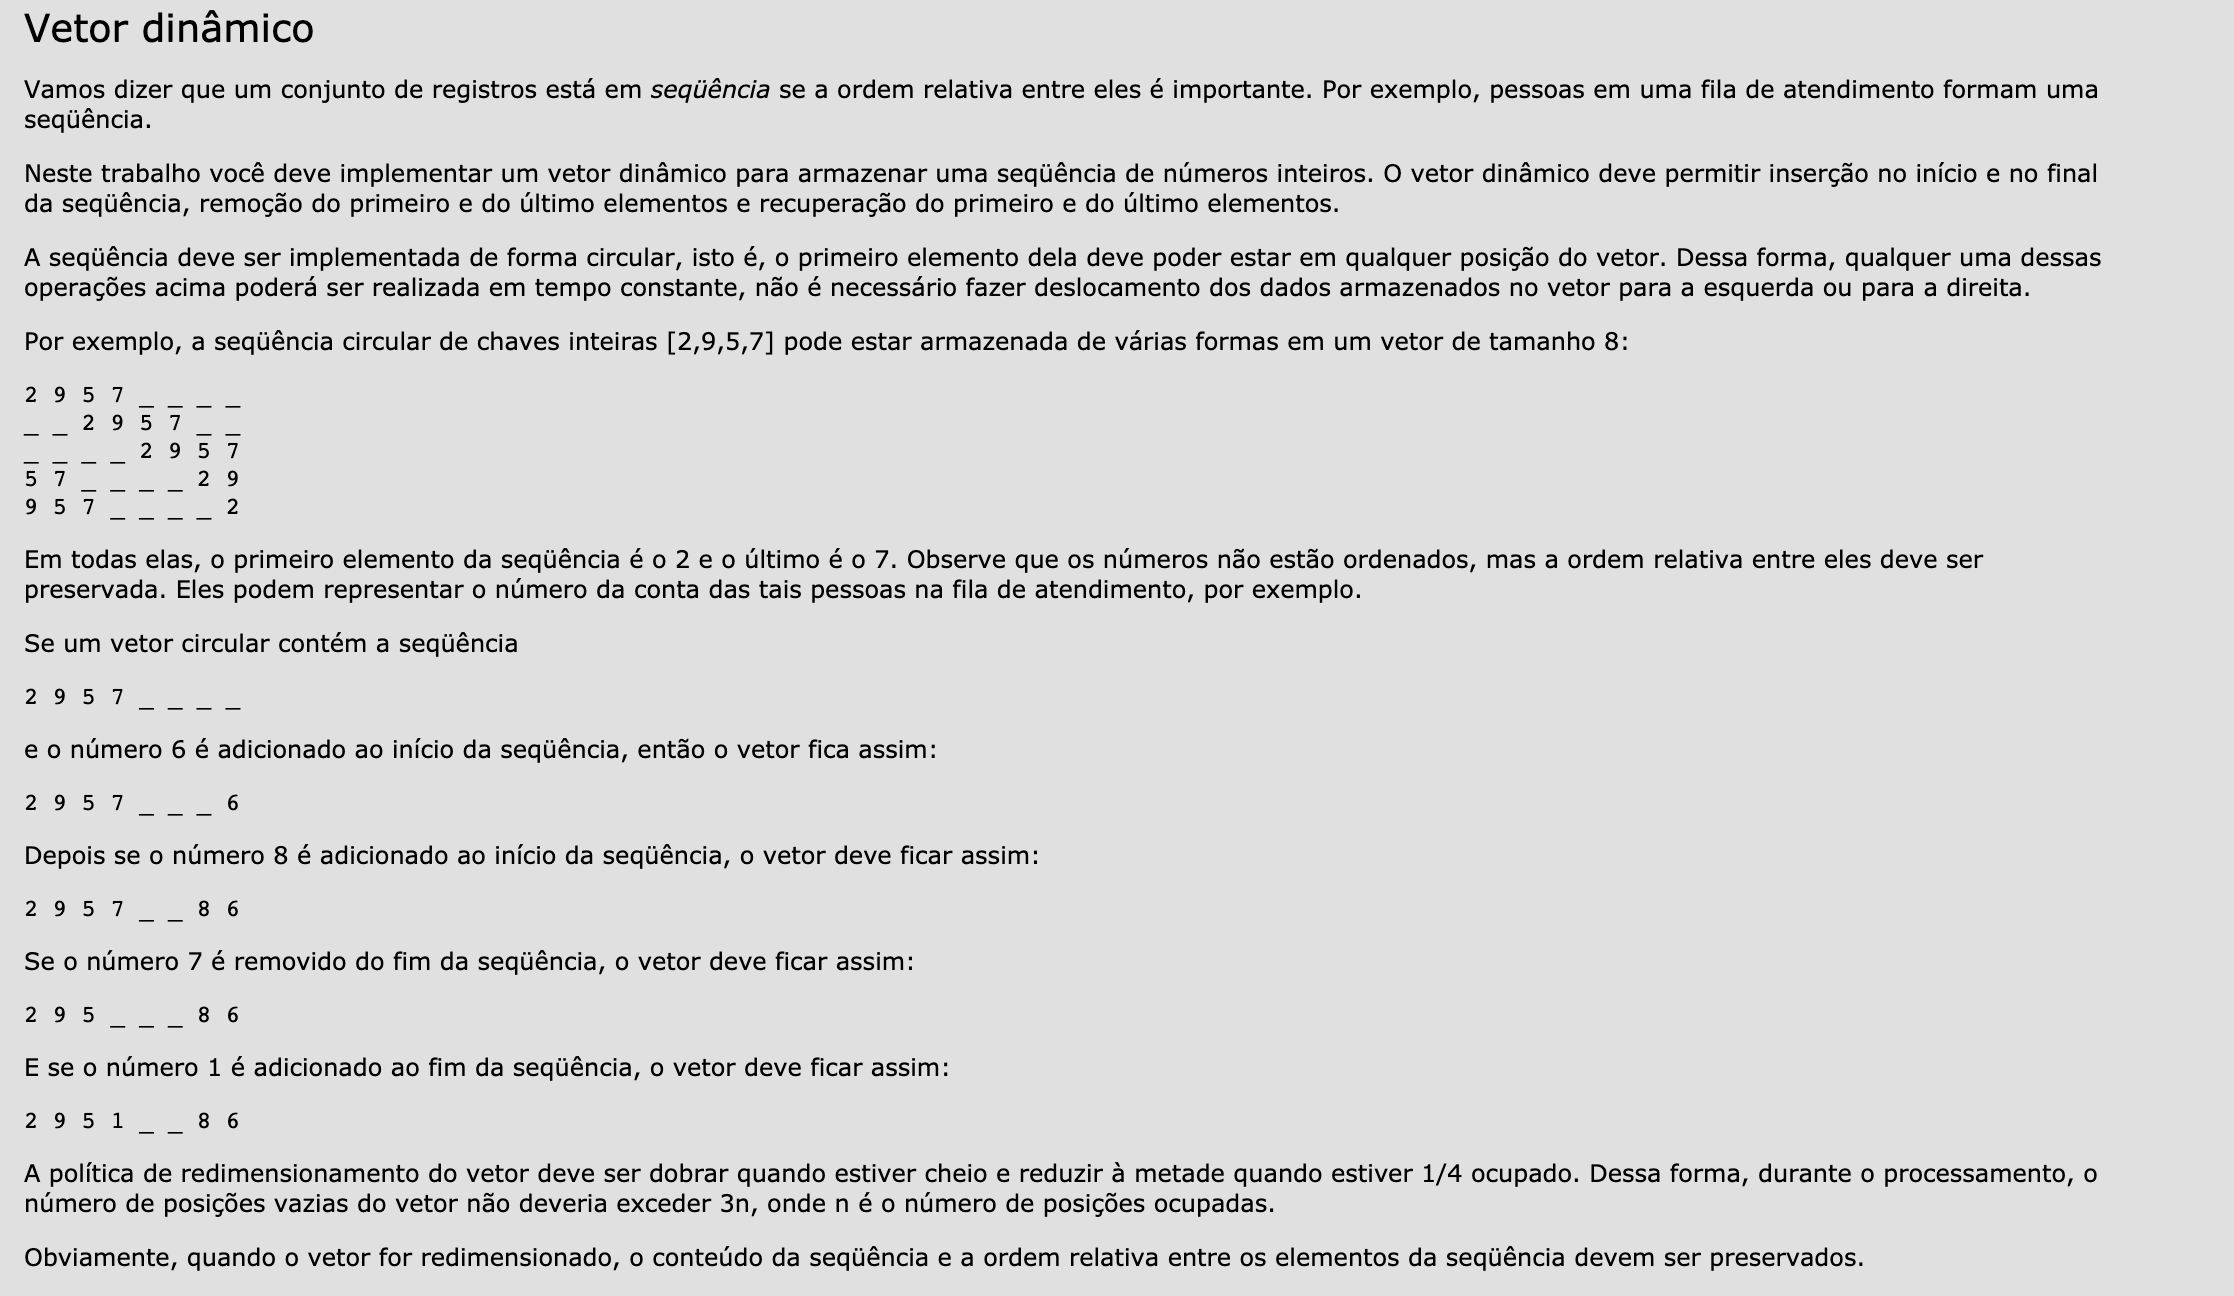 Vetor dinâmico
Vamos dizer que um conjunto de registros está em seqüência se a ordem relativa entre eles é importante. Por exemplo, pessoas em uma fila de atendimento formam uma
seqüência.
Neste trabalho você deve implementar um vetor dinâmico para armazenar uma seqüência de números inteiros. O vetor dinâmico deve permitir inserção no início e no final
da seqüência, remoção do primeiro e do último elementos e recuperação do primeiro e do último elementos.
A seqüência deve ser implementada de forma circular, isto é, o primeiro elemento dela deve poder estar em qualquer posição do vetor. Dessa forma, qualquer uma dessas
operações acima poderá ser realizada em tempo constante, não é necessário fazer deslocamento dos dados armazenados no vetor para a esquerda ou para a direita.
Por exemplo, a seqüência circular de chaves inteiras [2,9,5,7] pode estar armazenada de várias formas em um vetor de tamanho 8:
2 9 5 7 _ _ _ _
_ _ 2 9 5 7 _ _
_ _ _ _ 2 9 5 7
5 7 _ _ _ _ 2 9
9 5 7 _ _ _ _ 2
Em todas elas, o primeiro elemento da seqüência é o 2 e o último é o 7. Observe que os números não estão ordenados, mas a ordem relativa entre eles deve ser
preservada. Eles podem representar o número da conta das tais pessoas na fila de atendimento, por exemplo.
Se um vetor circular contém a seqüência
2 9 5 7 _ _ _ _
e o número 6 é adicionado ao início da seqüência, então o vetor fica assim:
2 9 5 7 _ _ _ 6
Depois se o número 8 é adicionado ao início da seqüência, o vetor deve ficar assim:
2 9 5 7 _ _ 8 6
Se o número 7 é removido do fim da seqüência, o vetor deve ficar assim:
2 9 5 _ _ _ 8 6
E se o número 1 é adicionado ao fim da seqüência, o vetor deve ficar assim:
2 9 5 1 _ _ 8 6
A política de redimensionamento do vetor deve ser dobrar quando estiver cheio e reduzir à metade quando estiver 1/4 ocupado. Dessa forma, durante o processamento, o
número de posições vazias do vetor não deveria exceder 3n, onde n é o número de posições ocupadas.
Obviamente, quando o vetor for redimensionado, o conteúdo da seqüência e a ordem relativa entre os elementos da seqüência devem ser preservados.